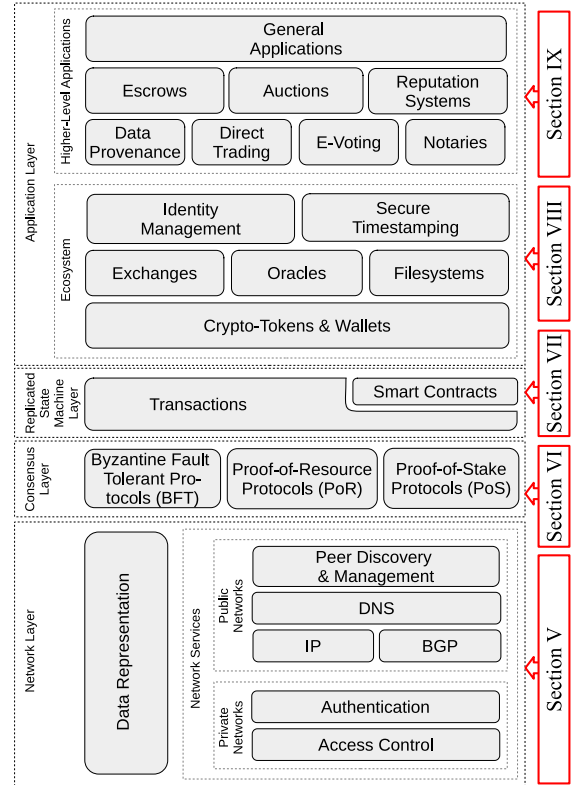 Application Layer
Higher-Level Applications
General
Applications
Escrows
Auctions
Reputation
Systems
Data
Provenance
Direct
Trading
E-Voting
Notaries
Section IX
Ecosystem
Identity
Management
Secure
Timestamping
Exchanges
Oracles
Filesystems
Crypto-Tokens & Wallets
Section VIII
Replicated
State
Machine
Layer
Transactions
Smart Contracts
Section VII
Consensus
Layer
Byzantine Fault
Tolerant Pro-
tocols (BFT)
Proof-of-Resource
Protocols (PoR)
Proof-of-Stake
Protocols (PoS)
Section VI
Network Layer
Data Representation
Network Services
Public
Networks
Peer Discovery
& Management
DNS
IP
BGP
Private
Networks
Authentication
Access Control
Section V